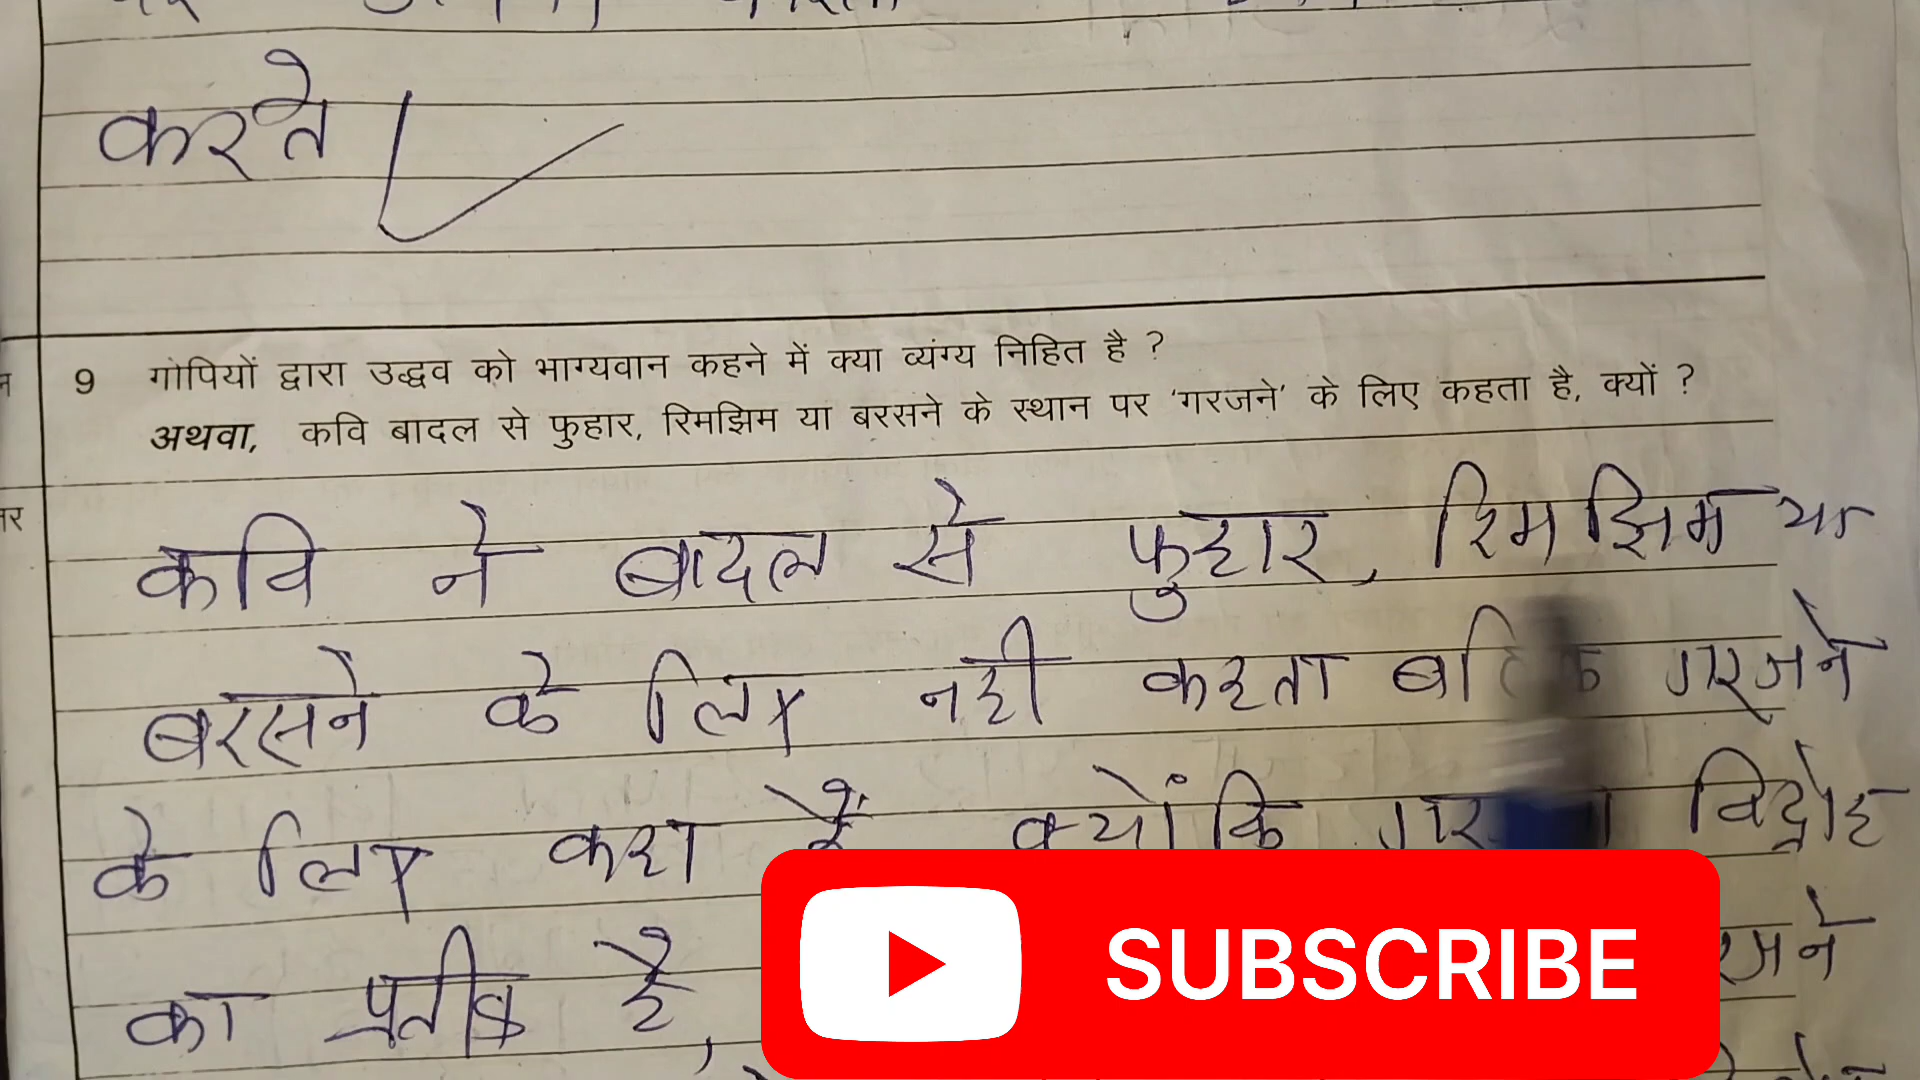 करते
9 गोपियों द्वारा उद्धव को भाग्यवान कहने में क्या व्यंग्य निहित है ?
अथवा, कवि बादल से फुहार, रिमझिम या बरसने के स्थान पर 'गरजने' के लिए कहता है, क्यों ?
कवि ने बादल से फुहार, रिमझिम या
बरसने के लिए नही करता गरजने
के लिए कहा है क्योंकि विद्रोह
का प्रतीक है,
SUBSCRIBE